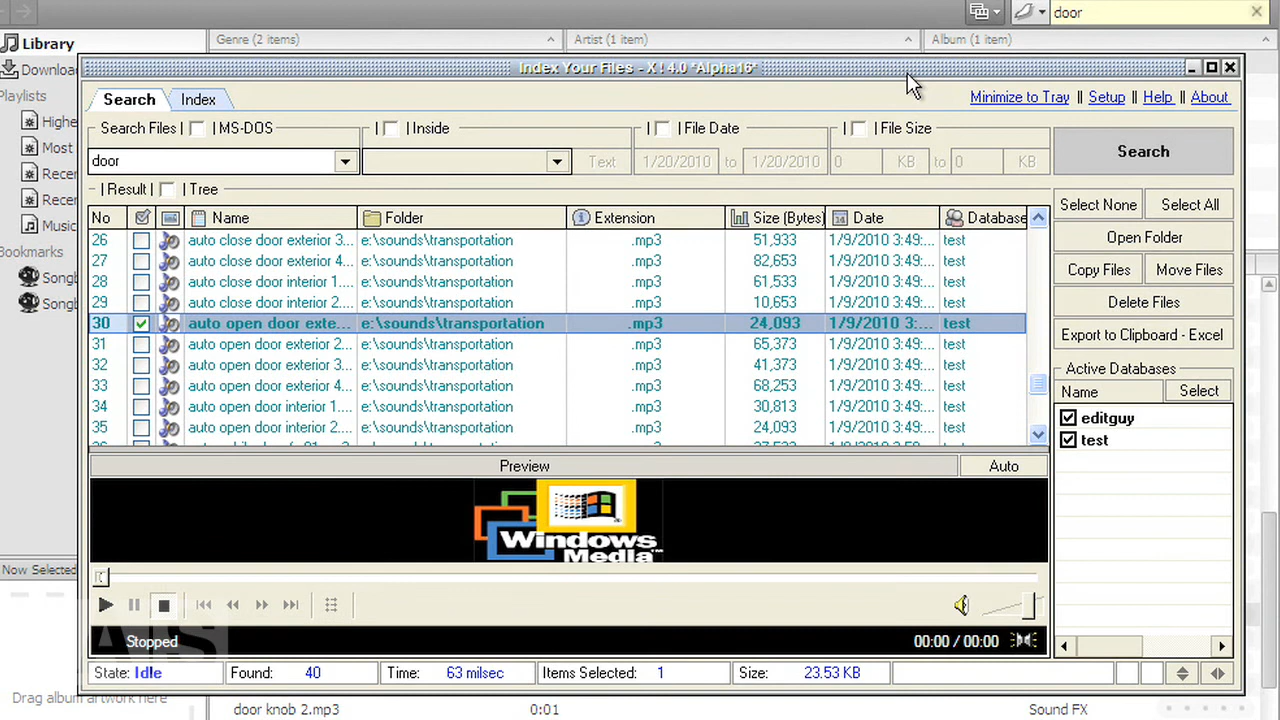 door
Library
Genre (2 items)
Artist (1 item)
Album (1 item)
Index Your Files - X ! 4.0 *Alpha16*
Downloa
Playlists
Highe
Most
Recen
Recen
Music
Bookmarks
Songb
Songb
Now Selected
Drag album artwork here
Search
Index
Minimize to Tray || Setup || Help || About
Search Files | MS-DOS
| Inside
| File Date
| File Size
door
Text
1/20/2010 to 1/20/2010
0 KB to 0 KB
Search
| Result | Tree
No Name Folder Extension Size (Bytes) Date Database
26 auto close door exterior 3... e:\sounds\transportation .mp3 51,933 1/9/2010 3:49:... test
27 auto close door exterior 4... e:\sounds\transportation .mp3 82,653 1/9/2010 3:49:... test
28 auto close door interior 1.... e:\sounds\transportation .mp3 61,533 1/9/2010 3:49:... test
29 auto close door interior 2.... e:\sounds\transportation .mp3 10,653 1/9/2010 3:49:... test
30 auto open door exte... e:\sounds\transportation .mp3 24,093 1/9/2010 3:... test
31 auto open door exterior 2... e:\sounds\transportation .mp3 65,373 1/9/2010 3:49:... test
32 auto open door exterior 3... e:\sounds\transportation .mp3 41,373 1/9/2010 3:49:... test
33 auto open door exterior 4... e:\sounds\transportation .mp3 68,253 1/9/2010 3:49:... test
34 auto open door interior 1.... e:\sounds\transportation .mp3 30,813 1/9/2010 3:49:... test
35 auto open door interior 2.... e:\sounds\transportation .mp3 24,093 1/9/2010 3:49:... test
Select None
Select All
Open Folder
Copy Files
Move Files
Delete Files
Export to Clipboard - Excel
Active Databases
Name
Select
editguy
test
Preview
Auto
Windows
Media™
Stopped
00:00 / 00:00
State: Idle
Found: 40
Time: 63 milsec
Items Selected: 1
Size: 23.53 KB
door knob 2.mp3
0:01
Sound FX